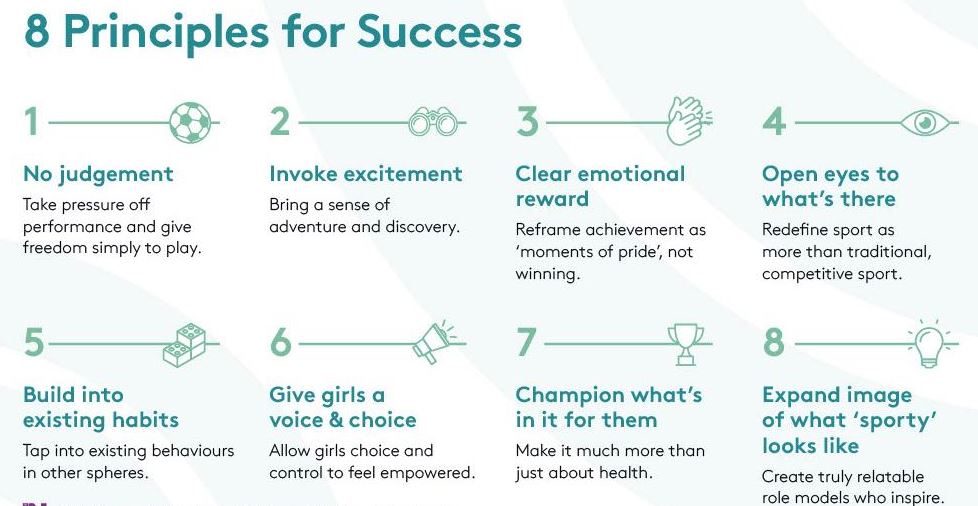 8 Principles for Success
1
No judgement
Take pressure off
performance and give
freedom simply to play.
2
Invoke excitement
Bring a sense of
adventure and discovery.
3
Clear emotional
reward
Reframe achievement as
‘moments of pride’, not
winning.
4
Open eyes to
what’s there
Redefine sport as
more than traditional,
competitive sport.
5
Build into
existing habits
Tap into existing behaviours
in other spheres.
6
Give girls a
voice & choice
Allow girls choice and
control to feel empowered.
7
Champion what’s
in it for them
Make it much more than
just about health.
8
Expand image
of what ‘sporty’
looks like
Create truly relatable
role models who inspire.